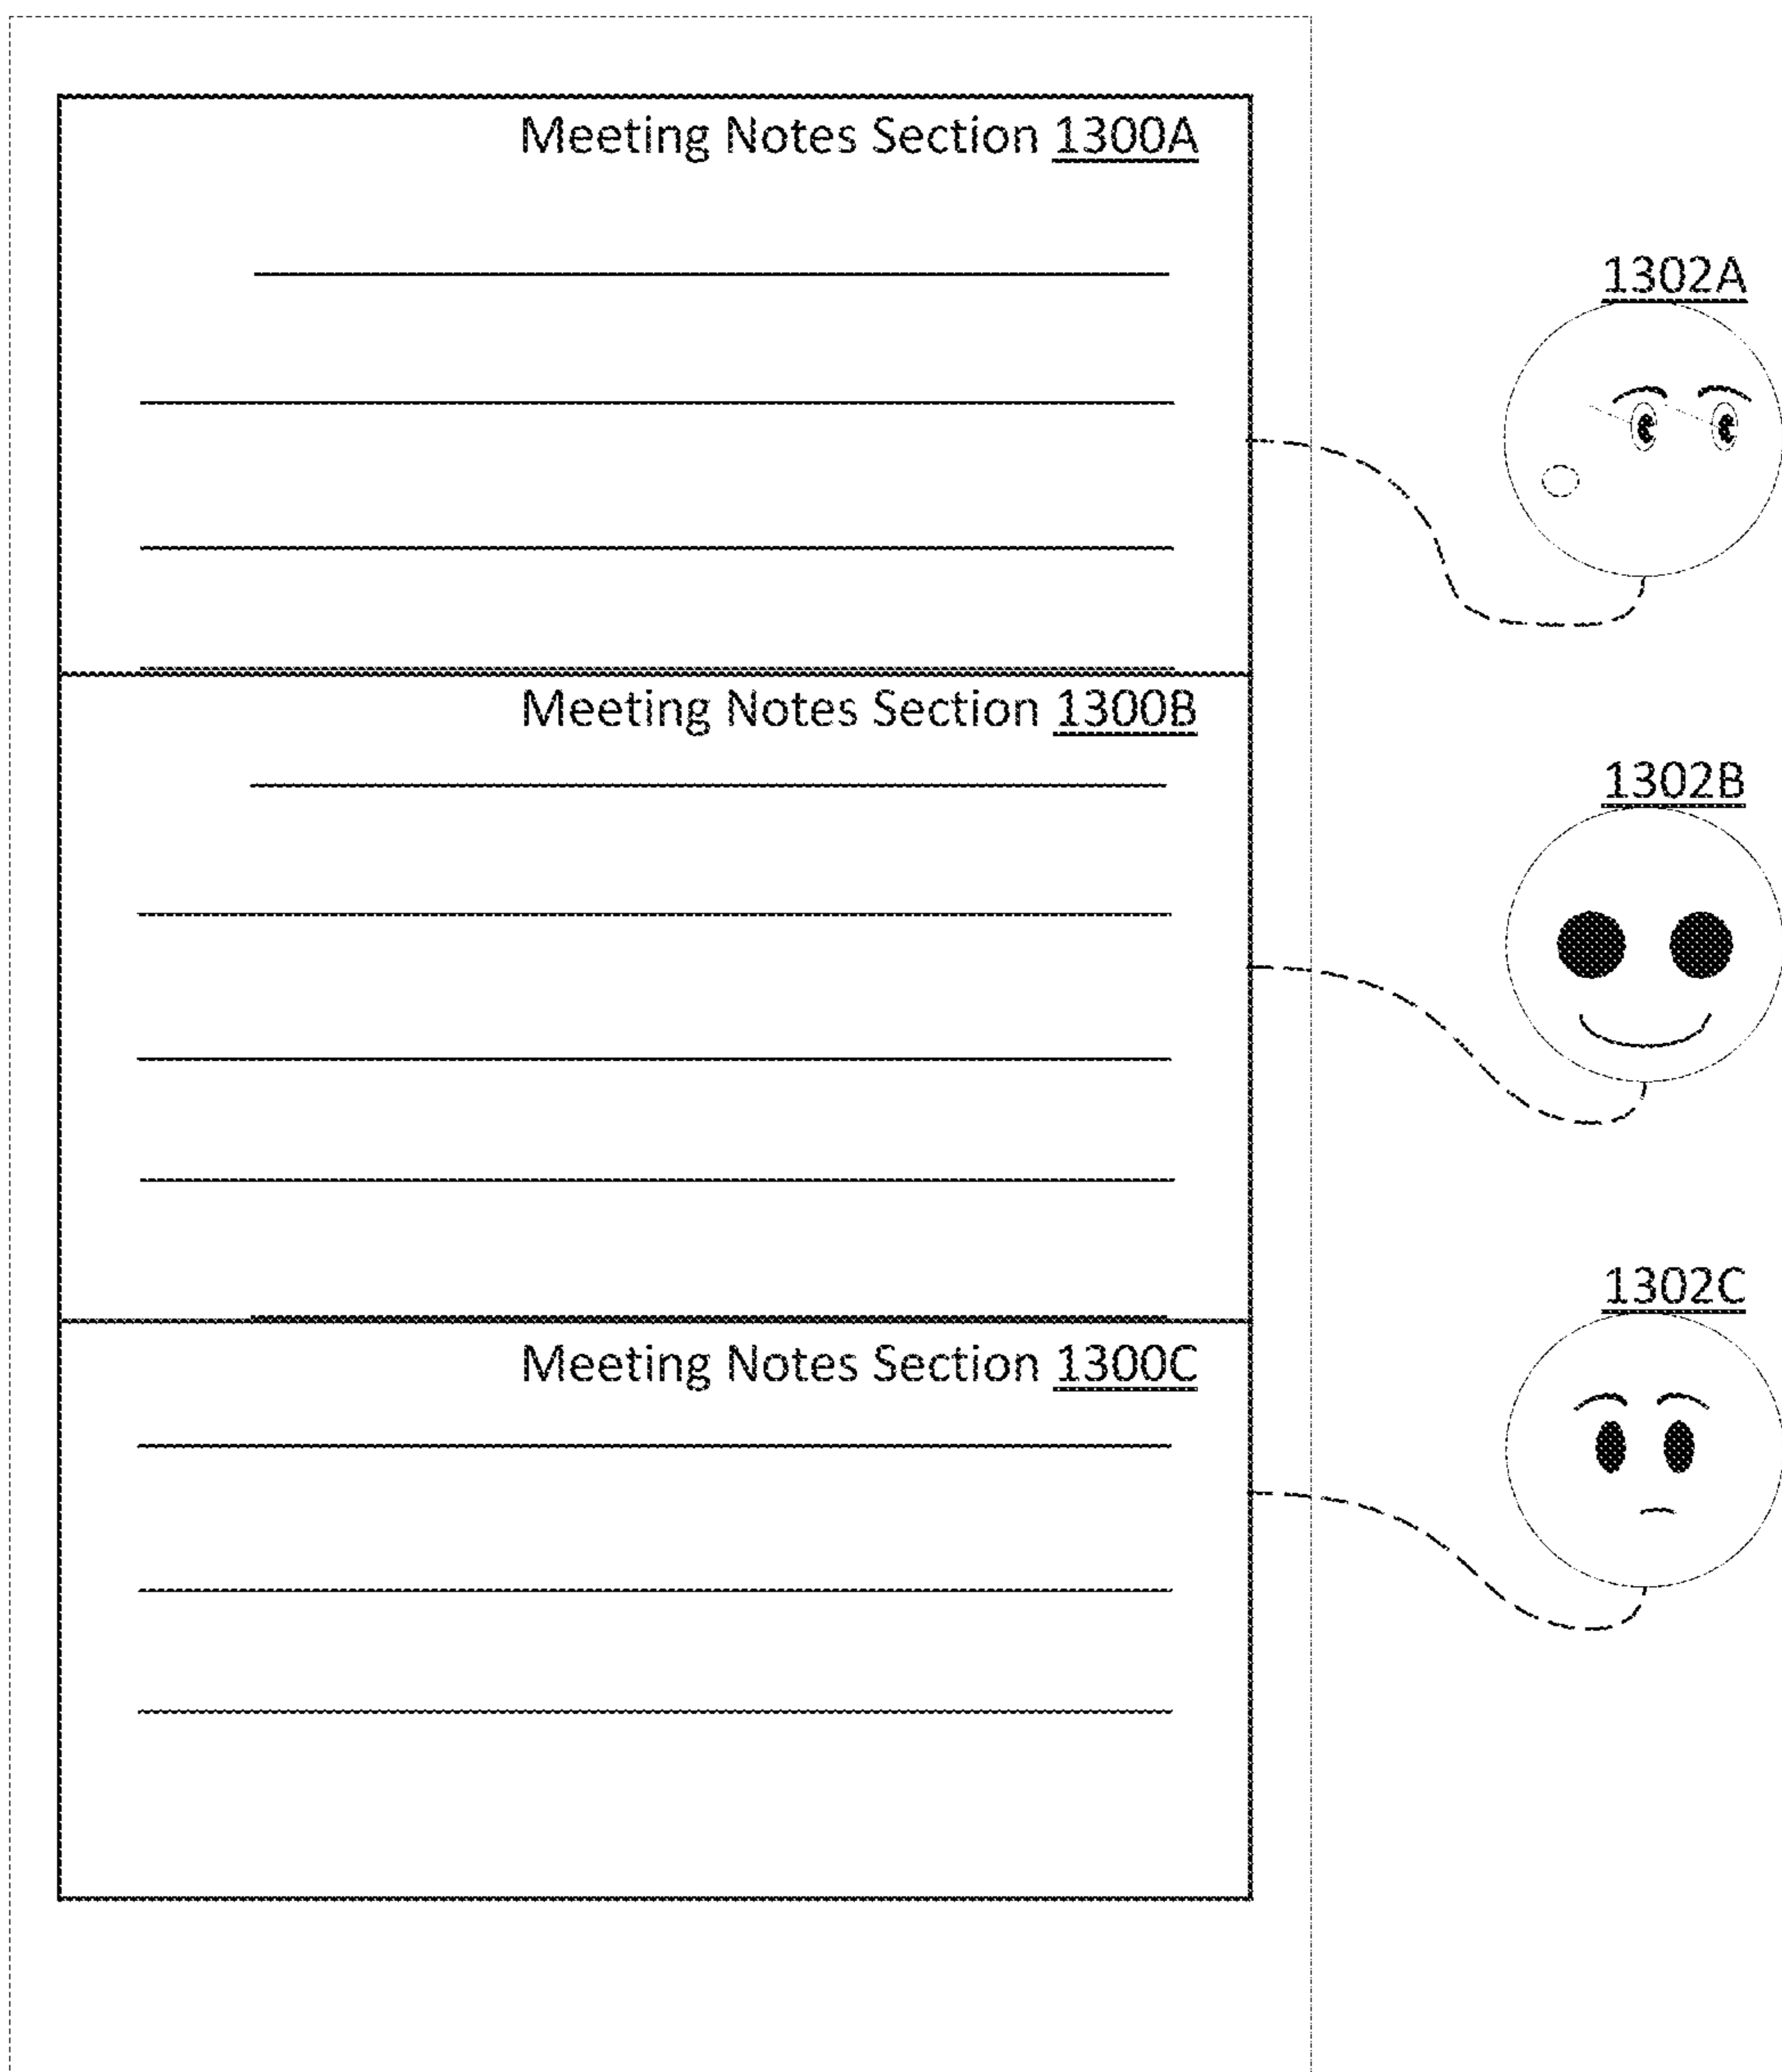 Meeting Notes Section 1300A
1302A
Meeting Notes Section 1300B
1302B
1302C
Meeting Notes Section 1300C